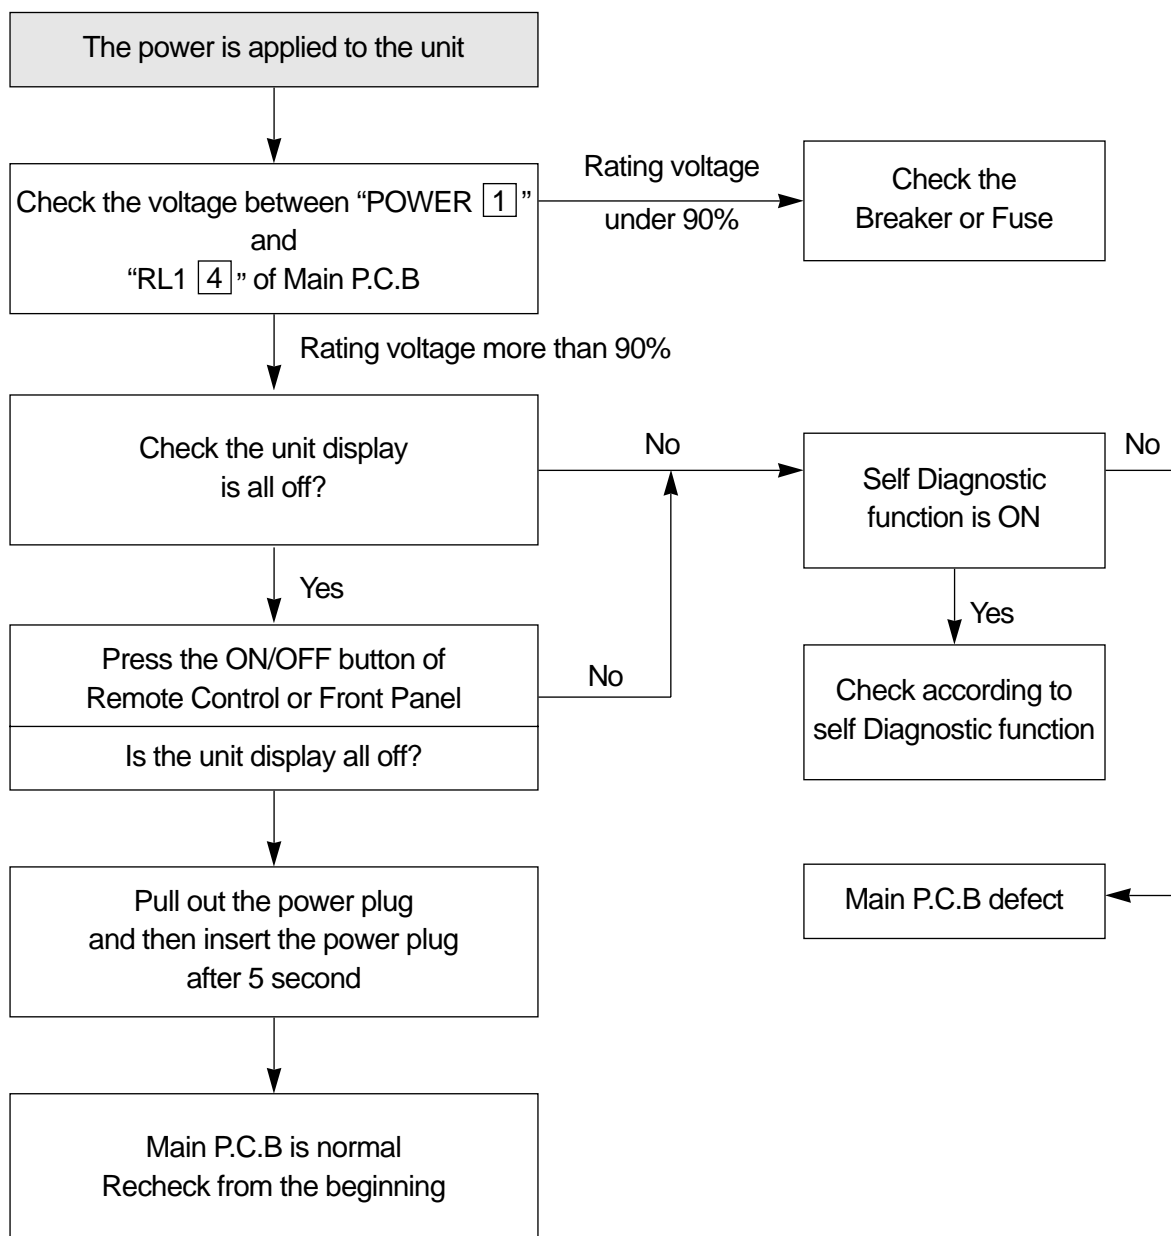 The power is applied to the unit
Check the voltage between “POWER 1”
and
“RL1 4” of Main P.C.B
Rating voltage
under 90%
Check the
Breaker or Fuse
Rating voltage more than 90%
Check the unit display
is all off?
No
Self Diagnostic
function is ON
No
Yes
Yes
Press the ON/OFF button of
Remote Control or Front Panel
No
Is the unit display all off?
Check according to
self Diagnostic function
Pull out the power plug
and then insert the power plug
after 5 second
Main P.C.B defect
Main P.C.B is normal
Recheck from the beginning